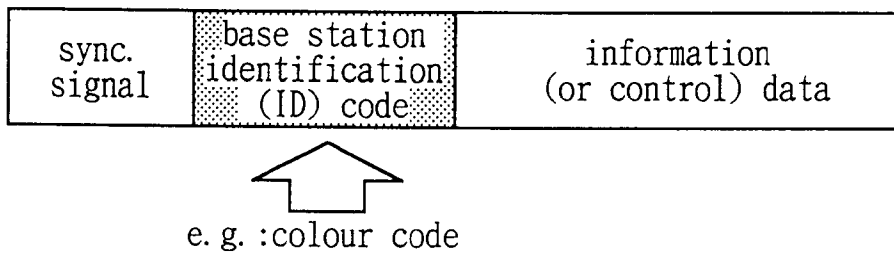 sync.
signal
base station
identification
(ID) code
information
(or control) data
e. g. :colour code